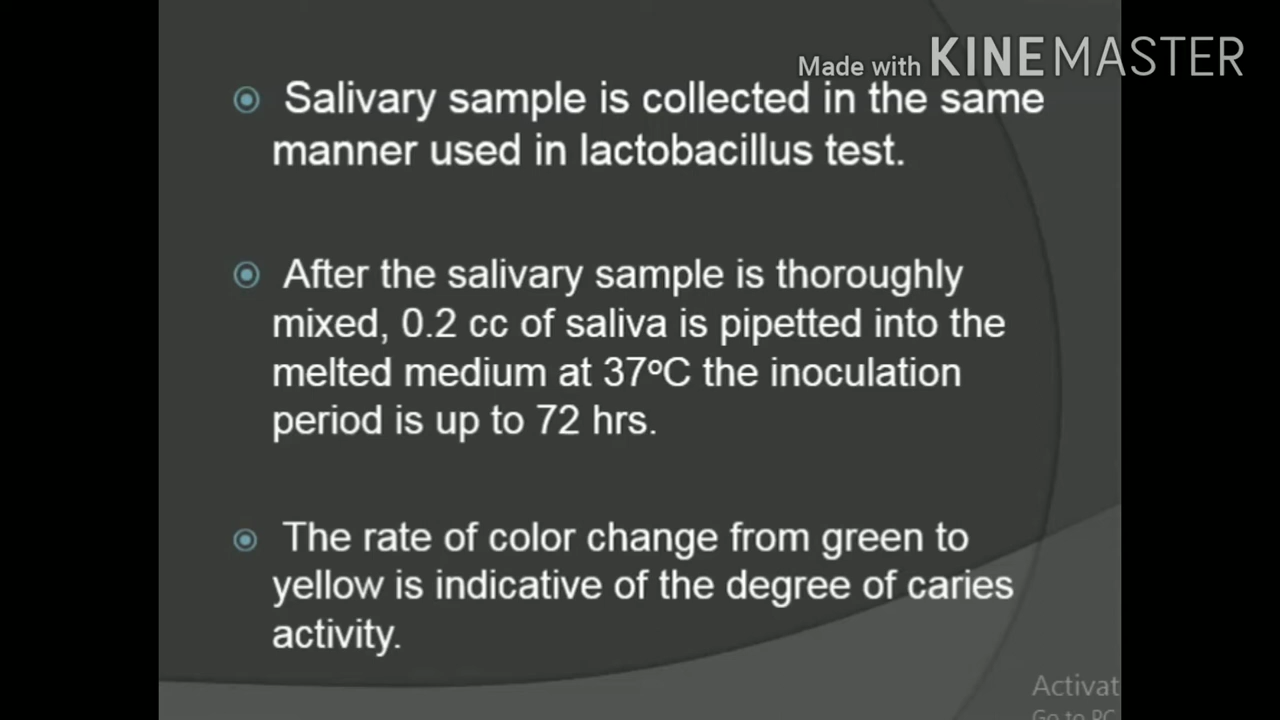 Made with KINEMASTER
Salivary sample is collected in the same
manner used in lactobacillus test.
After the salivary sample is thoroughly
mixed, 0.2 cc of saliva is pipetted into the
melted medium at 37ºC the inoculation
period is up to 72 hrs.
The rate of color change from green to
yellow is indicative of the degree of caries
activity.
Activat
Go to PC